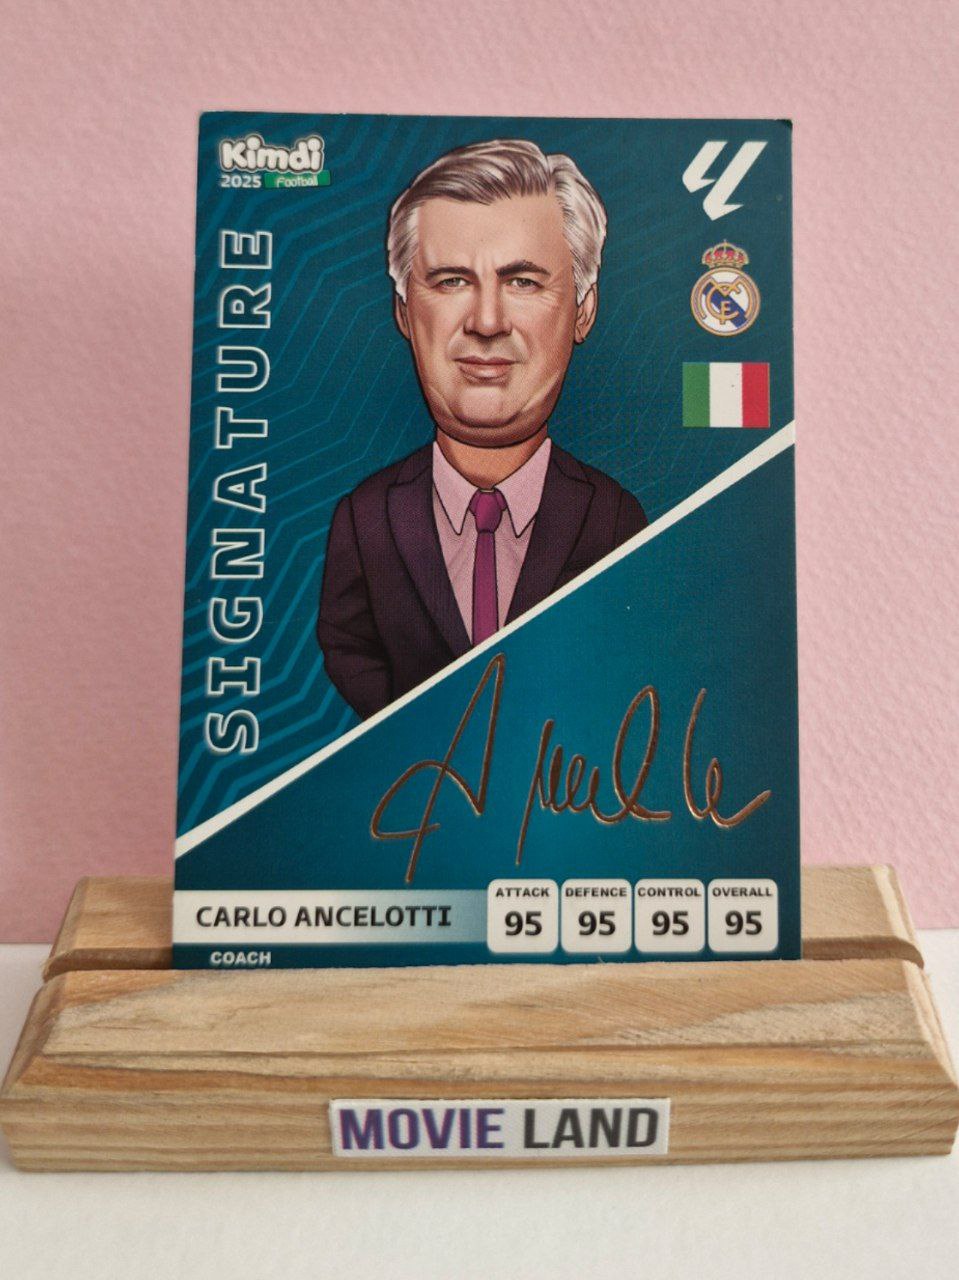 Kimdi
2025 Football
SIGNATURE
CARLO ANCELOTTI
COACH
ATTACK
95
DEFENCE
95
CONTROL
95
OVERALL
95
MOVIE LAND